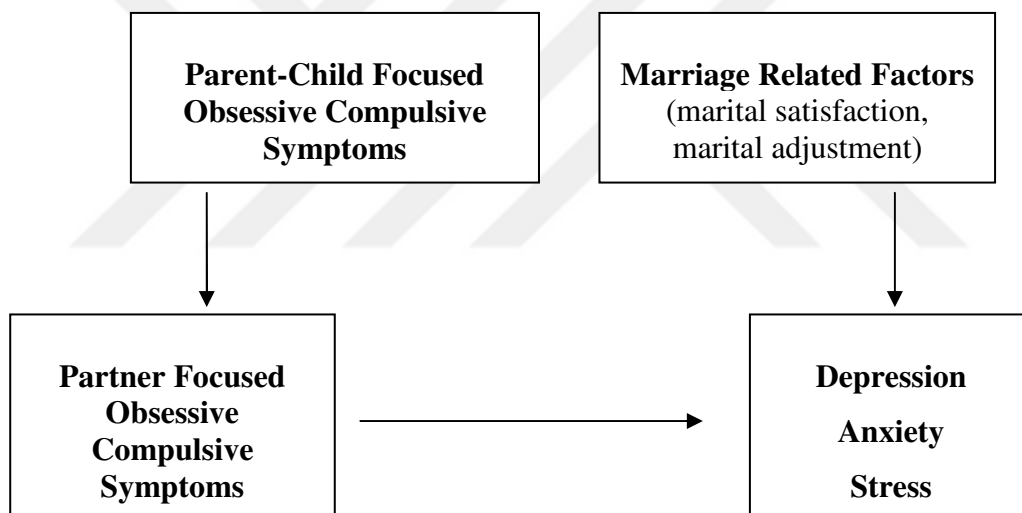 Parent-Child Focused
Obsessive Compulsive
Symptoms
Marriage Related Factors
(marital satisfaction,
marital adjustment)
Partner Focused
Obsessive
Compulsive
Symptoms
Depression
Anxiety
Stress